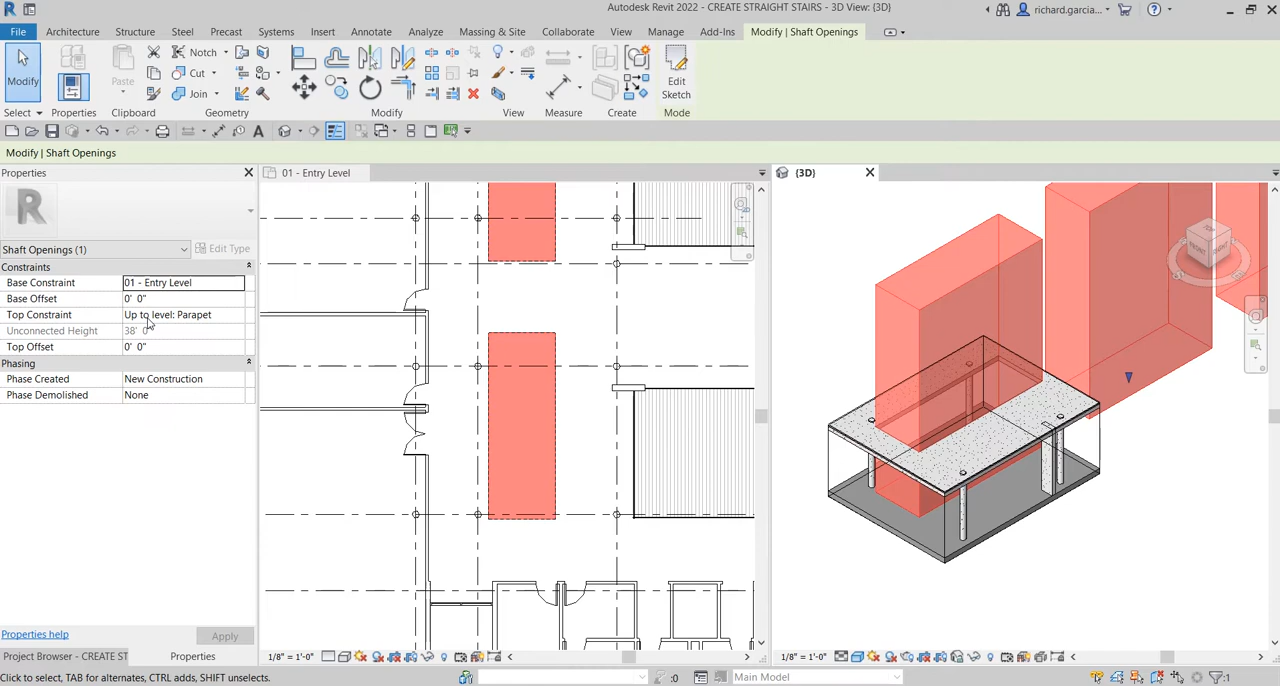 Autodesk Revit 2022 - CREATE STRAIGHT STAIRS - 3D View: {3D}
richard.garcia...
File Architecture Structure Steel Precast Systems Insert Annotate Analyze Massing & Site Collaborate View Manage Add-Ins Modify | Shaft Openings
Modify
Paste
Notch
Cut
Join
Edit
Sketch
Select Properties Clipboard Geometry Modify View Measure Create Mode
Modify | Shaft Openings
Properties
01 - Entry Level
{3D}
R
Shaft Openings (1)
Edit Type
Constraints
Base Constraint 01 - Entry Level
Base Offset 0' 0"
Top Constraint Up to level: Parapet
Unconnected Height 38' 0"
Top Offset 0' 0"
Phasing
Phase Created New Construction
Phase Demolished None
TOP
FRONT
RIGHT
Properties help
Apply
Project Browser - CREATE ST
Properties
1/8" = 1'-0"
1/8" = 1'-0"
Click to select, TAB for alternates, CTRL adds, SHIFT unselects.
:0
Main Model
:1